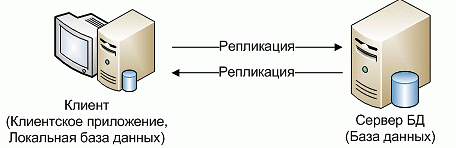 Репликация
Репликация
Клиент
(Клиентское приложение,
Локальная база данных)
Сервер БД
(База данных)